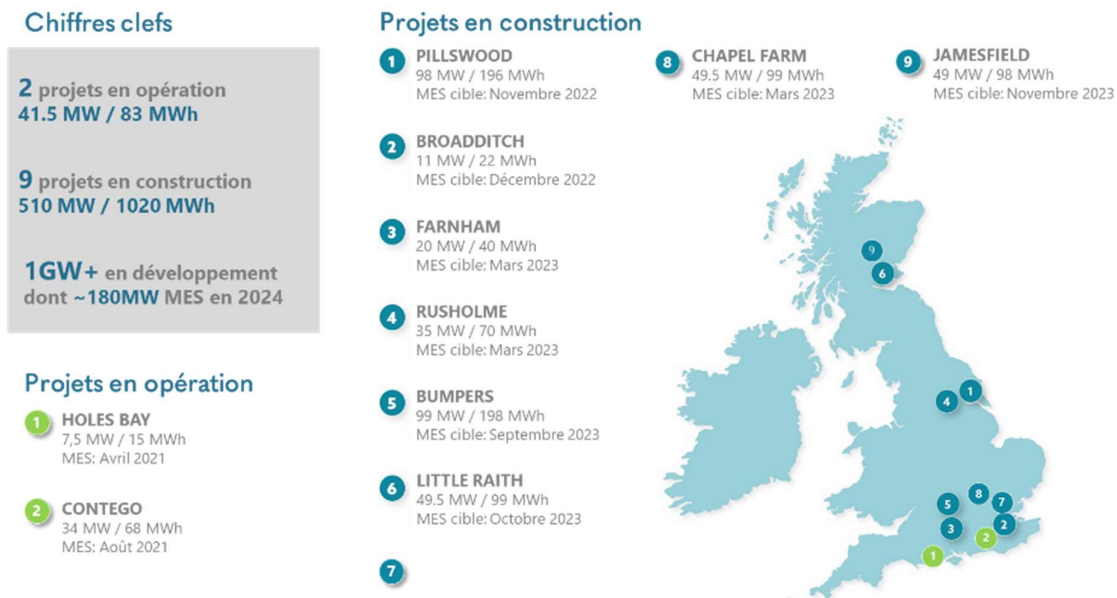 Chiffres clefs
2 projets en opération
41.5 MW / 83 MWh
9 projets en construction
510 MW / 1020 MWh
1GW+ en développement
dont ~180MW MES en 2024
Projets en opération
1 HOLES BAY
7,5 MW / 15 MWh
MES: Avril 2021
2 CONTEGO
34 MW / 68 MWh
MES: Août 2021
Projets en construction
1 PILLSWOOD
98 MW / 196 MWh
MES cible: Novembre 2022
2 BROADDITCH
11 MW / 22 MWh
MES cible: Décembre 2022
3 FARNHAM
20 MW / 40 MWh
MES cible: Mars 2023
4 RUSHOLME
35 MW / 70 MWh
MES cible: Mars 2023
5 BUMPERS
99 MW / 198 MWh
MES cible: Septembre 2023
6 LITTLE RAITH
49.5 MW / 99 MWh
MES cible: Octobre 2023
7
8 CHAPEL FARM
49.5 MW / 99 MWh
MES cible: Mars 2023
9 JAMESFIELD
49 MW / 98 MWh
MES cible: Novembre 2023
9
6
1
4
8
5
7
3
2
2
1